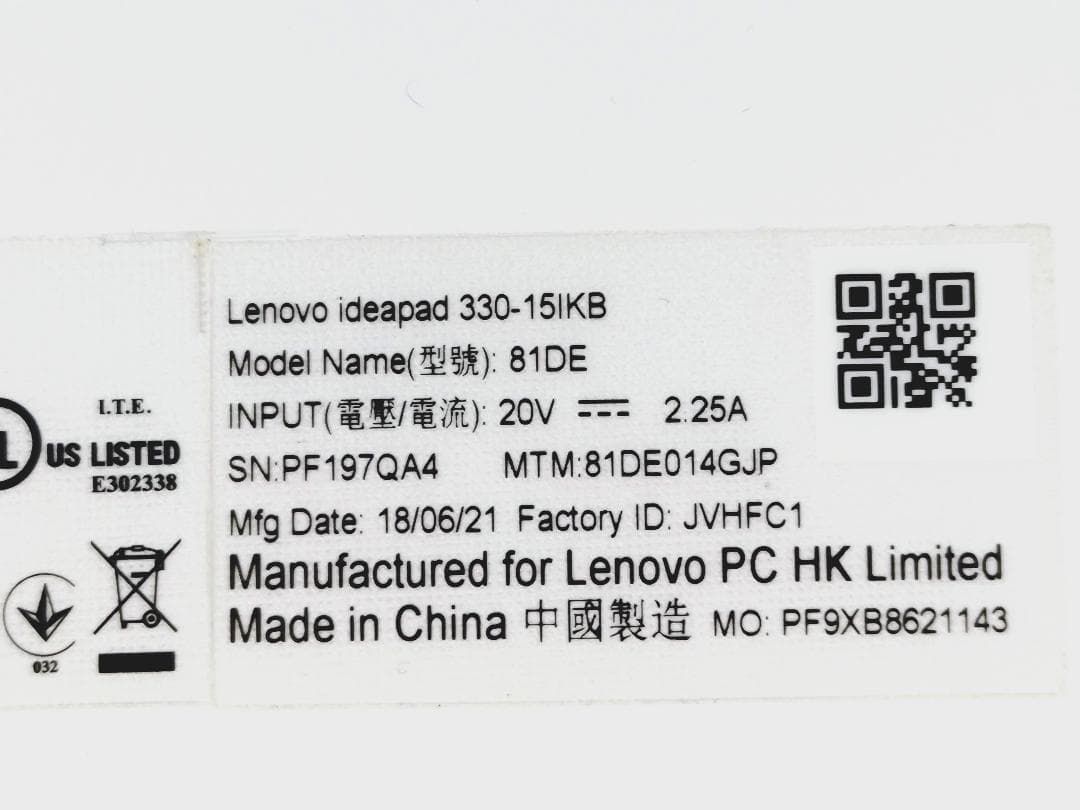 Lenovo ideapad 330-15IKB
Model Name(型號): 81DE
INPUT(電壓/電流): 20V ⎓ 2.25A
SN:PF197QA4 MTM:81DE014GJP
Mfg Date: 18/06/21 Factory ID: JVHFC1
Manufactured for Lenovo PC HK Limited
Made in China 中國製造 MO: PF9XB8621143
I.T.E.
L US LISTED
E302338
032